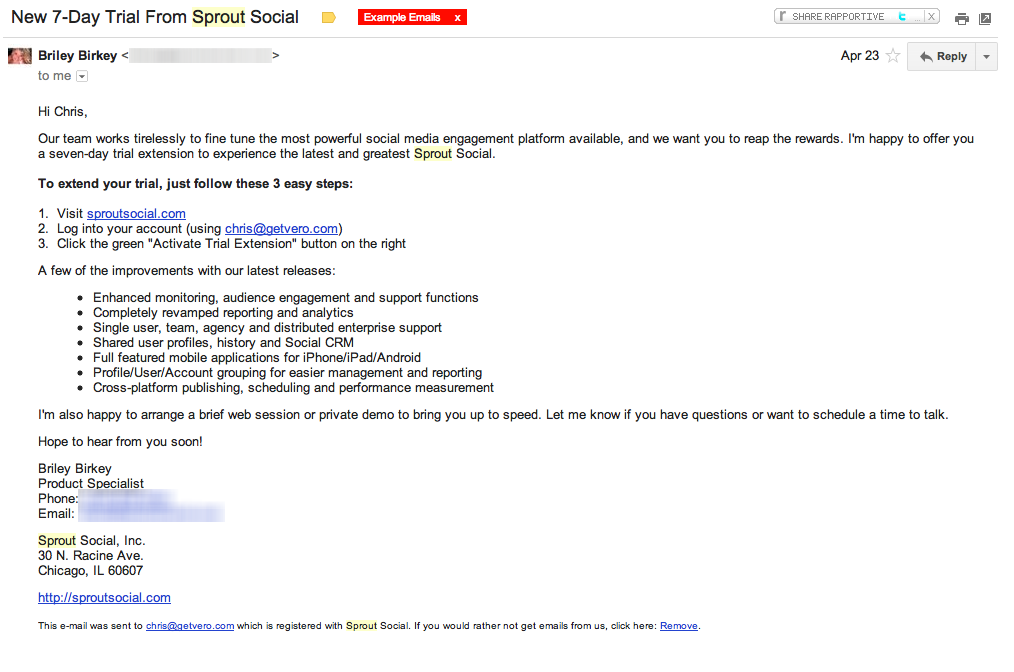 New 7-Day Trial From Sprout Social
Example Emails x
SHARE RAPPORTIVE ... X
Briley Birkey < >
Apr 23
Reply
to me
Hi Chris,
Our team works tirelessly to fine tune the most powerful social media engagement platform available, and we want you to reap the rewards. I'm happy to offer you
a seven-day trial extension to experience the latest and greatest Sprout Social.
To extend your trial, just follow these 3 easy steps:
1. Visit sproutsocial.com
2. Log into your account (using chris@getvero.com)
3. Click the green "Activate Trial Extension" button on the right
A few of the improvements with our latest releases:
• Enhanced monitoring, audience engagement and support functions
• Completely revamped reporting and analytics
• Single user, team, agency and distributed enterprise support
• Shared user profiles, history and Social CRM
• Full featured mobile applications for iPhone/iPad/Android
• Profile/User/Account grouping for easier management and reporting
• Cross-platform publishing, scheduling and performance measurement
I'm also happy to arrange a brief web session or private demo to bring you up to speed. Let me know if you have questions or want to schedule a time to talk.
Hope to hear from you soon!
Briley Birkey
Product Specialist
Phone:
Email:
Sprout Social, Inc.
30 N. Racine Ave.
Chicago, IL 60607
http://sproutsocial.com
This e-mail was sent to chris@getvero.com which is registered with Sprout Social. If you would rather not get emails from us, click here: Remove.